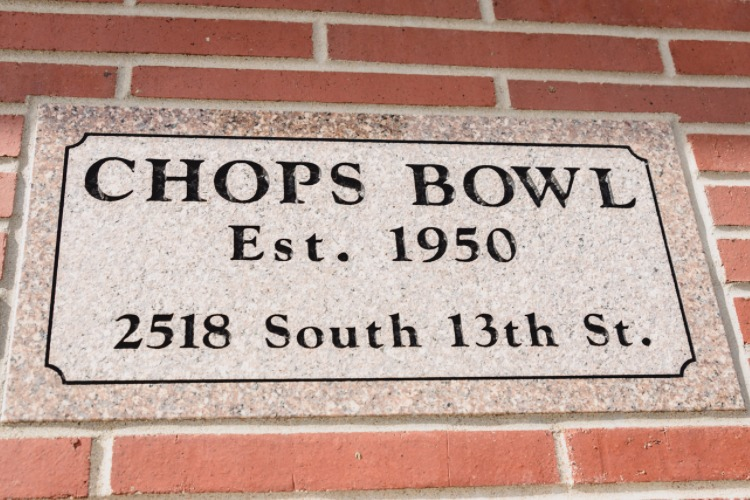 CHOPS BOWL
Est. 1950
2518 South 13th St.